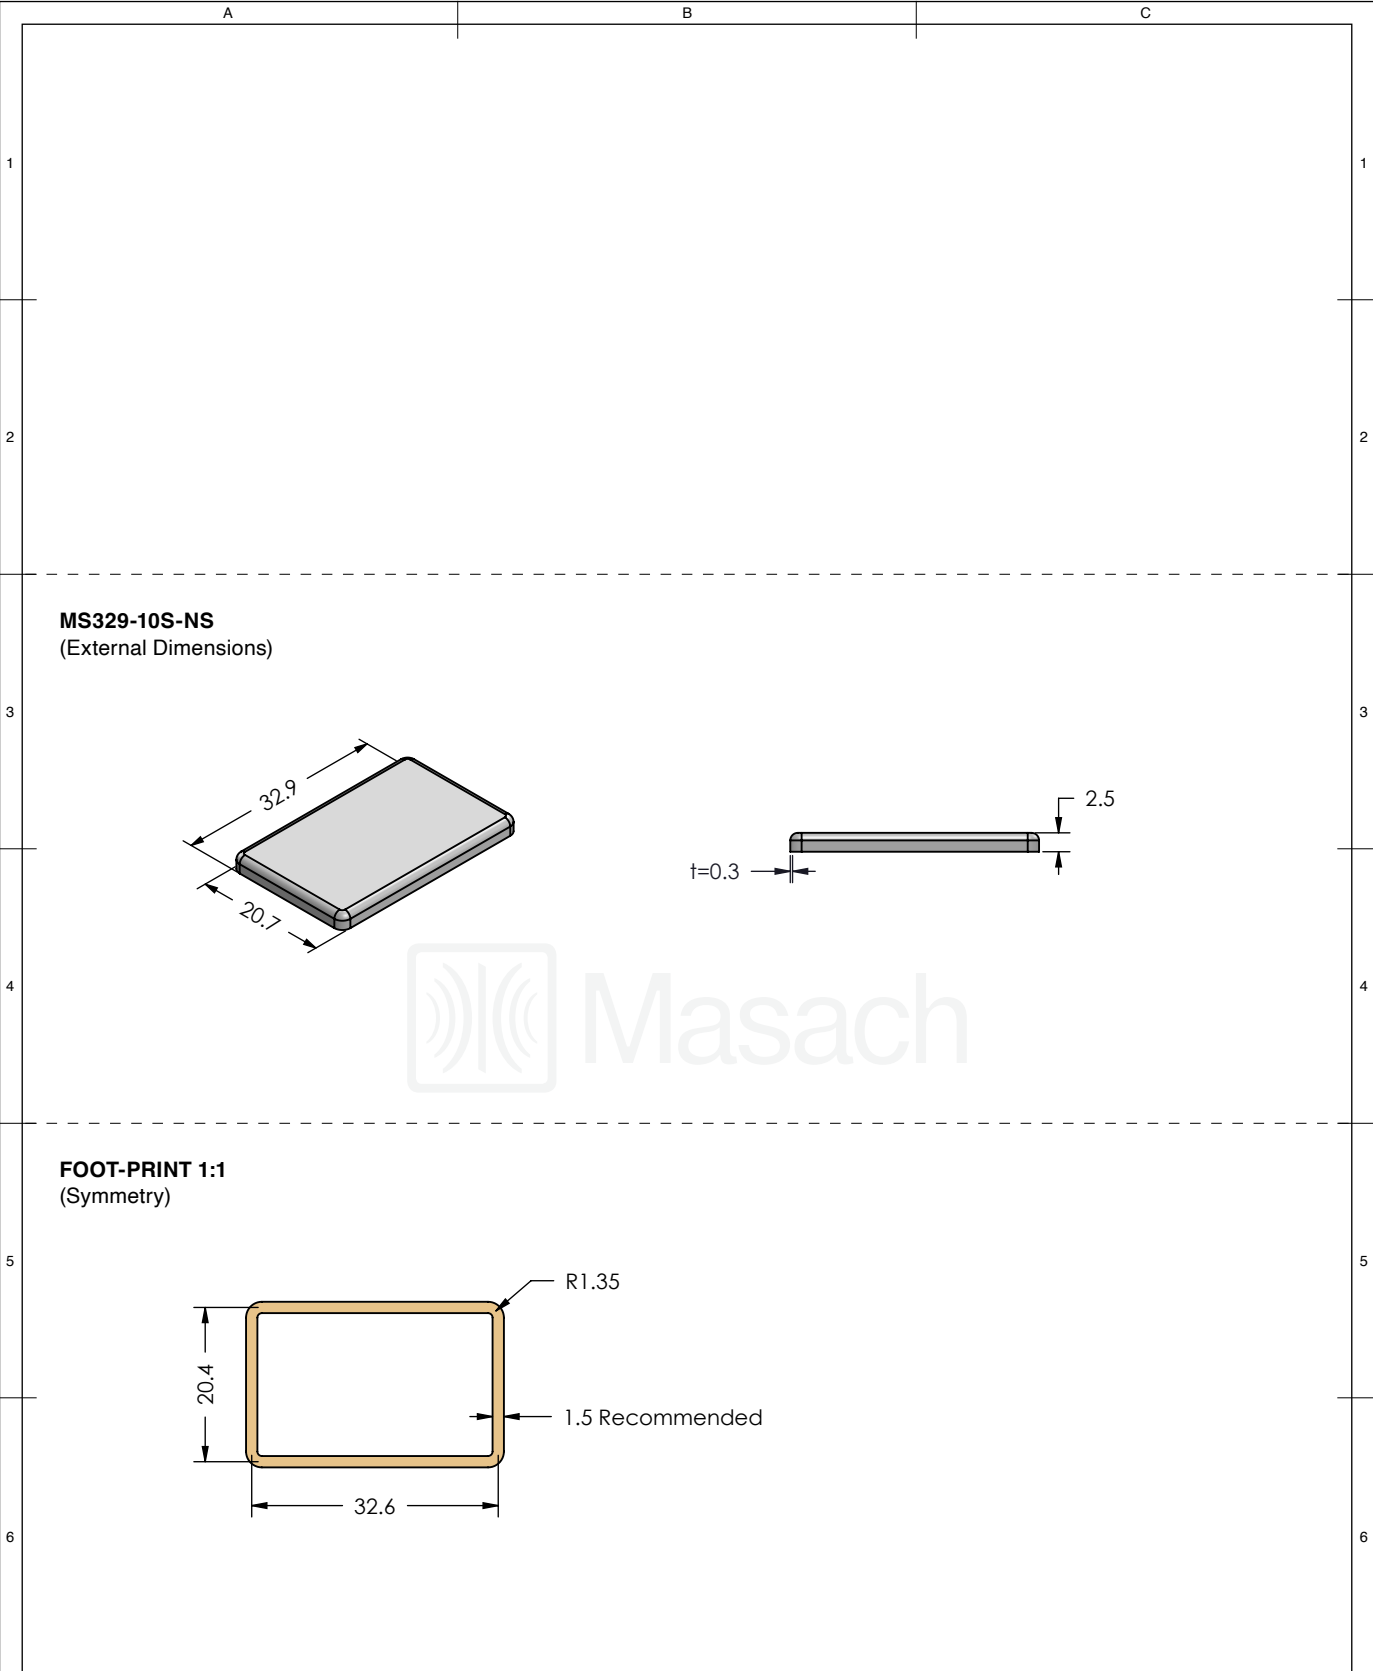 A B C
1 1
2 2
MS329-10S-NS
(External Dimensions)
3 3
32.9
2.5
t=0.3
20.7
4 4
Masach
FOOT-PRINT 1:1
(Symmetry)
5 5
R1.35
20.4
1.5 Recommended
32.6
6 6